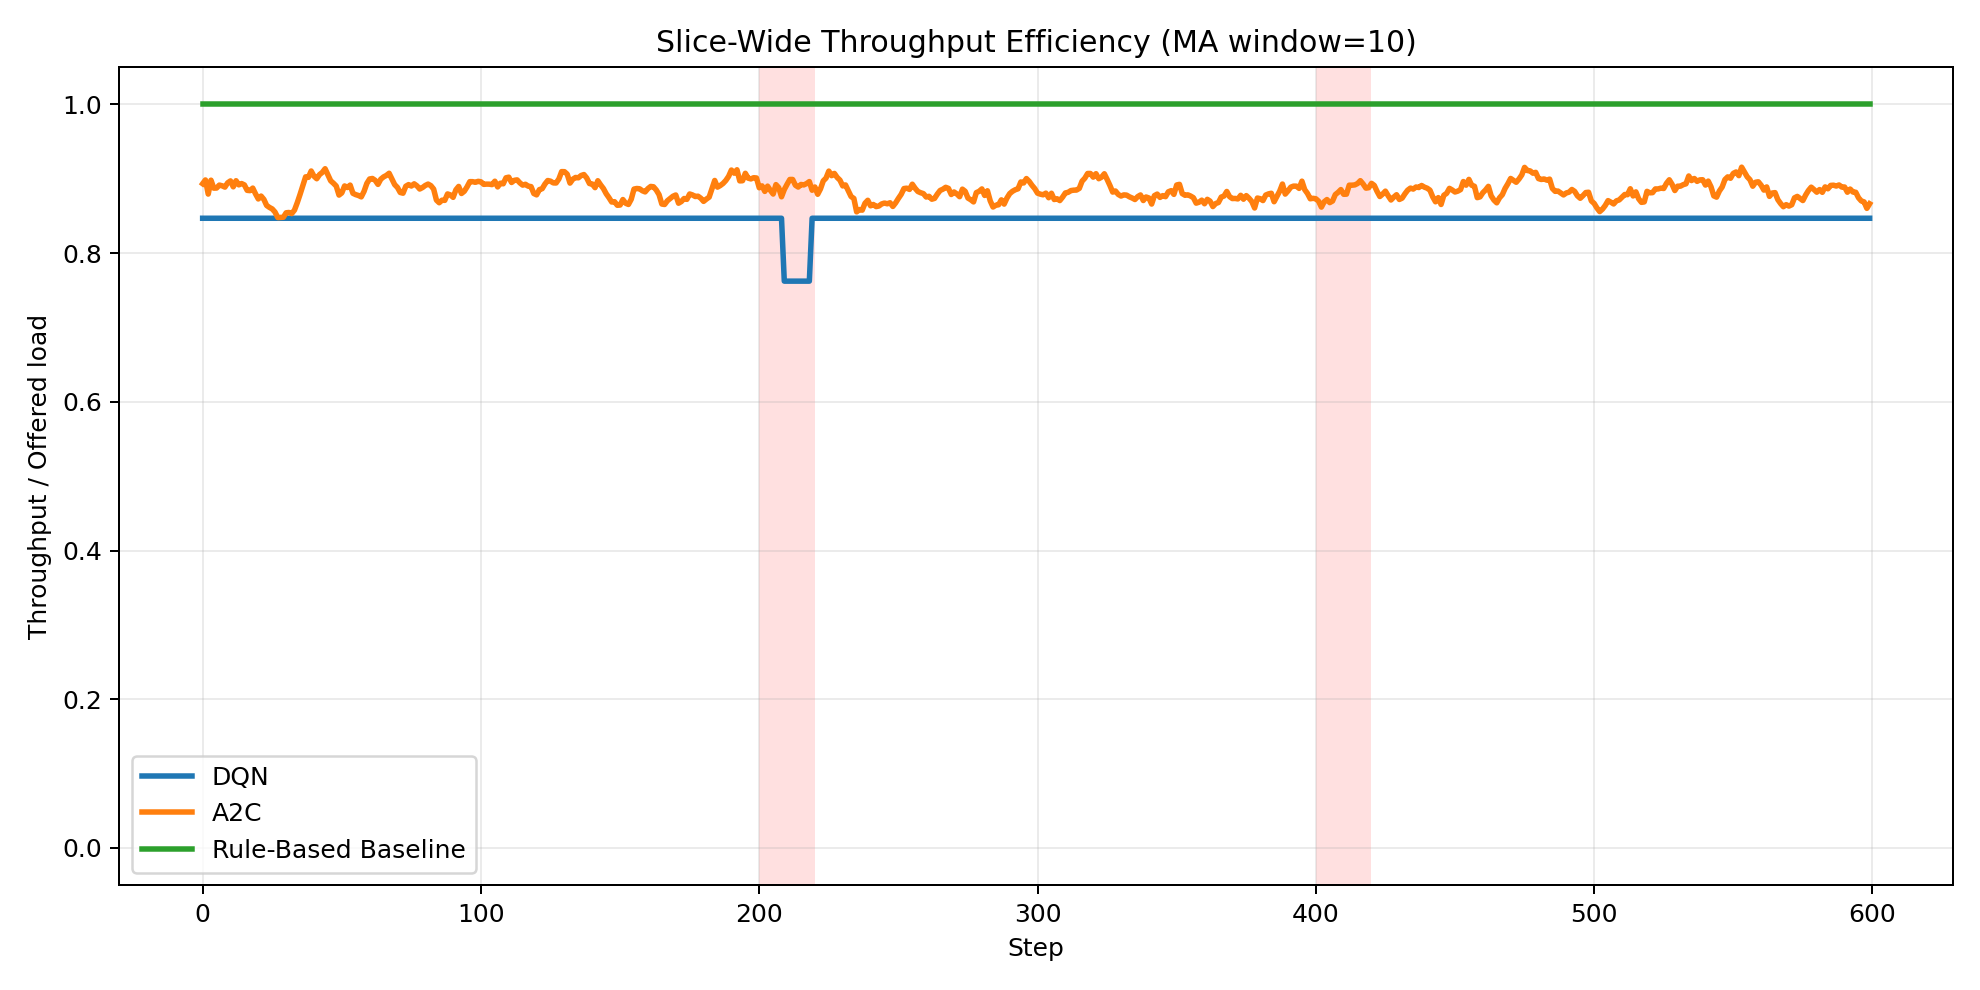 Slice-Wide Throughput Efficiency (MA window=10)
Throughput / Offered load
1.0
0.8
0.6
0.4
0.2
0.0
DQN
A2C
Rule-Based Baseline
0 100 200 300 400 500 600
Step